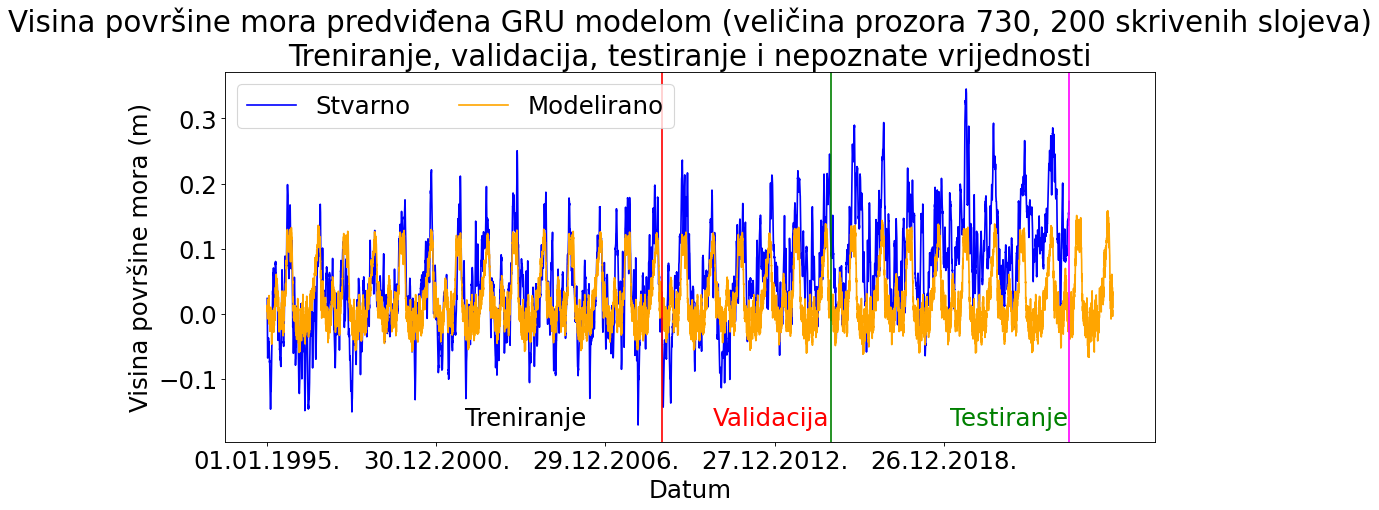 Visina površine mora predviđena GRU modelom (veličina prozora 730, 200 skrivenih slojeva)
Treniranje, validacija, testiranje i nepoznate vrijednosti
Stvarno Modelirano
Visina površine mora (m)
0.3
0.2
0.1
0.0
−0.1
Treniranje Validacija Testiranje
01.01.1995. 30.12.2000. 29.12.2006. 27.12.2012. 26.12.2018.
Datum